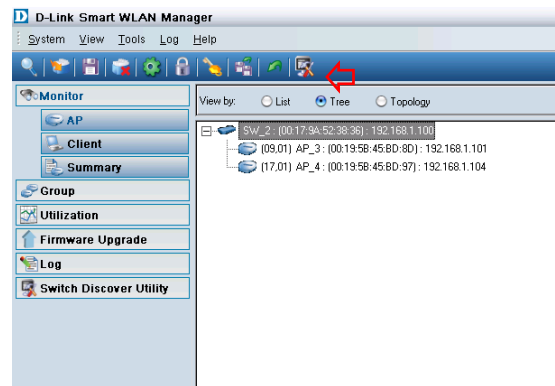 D D-Link Smart WLAN Manager
System View Tools Log Help
Monitor
AP
Client
Summary
Group
Utilization
Firmware Upgrade
Log
Switch Discover Utility
View by: List Tree Topology
SW_2 : (00:17:9A:52:38:36) : 192.168.1.100
(09,01) AP_3 : (00:19:5B:45:BD:8D) : 192.168.1.101
(17,01) AP_4 : (00:19:5B:45:BD:97) : 192.168.1.104